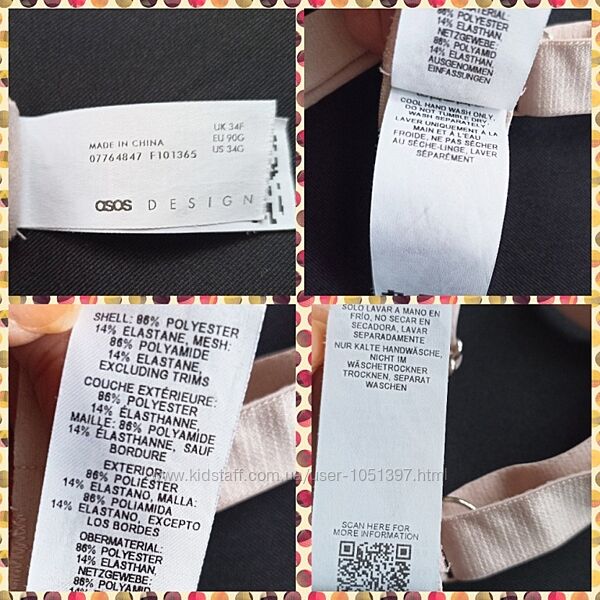 UK 34F
EU 90G
US 34G
MADE IN CHINA
07764847 F101365
asos DESIGN
OBERMATERIAL:
86% POLYESTER
14% ELASTHAN,
NETZGEWEBE:
86% POLYAMID
14% ELASTHAN,
AUSGENOMMEN
EINFASSUNGEN
COOL HAND WASH ONLY.
DO NOT TUMBLE DRY
WASH SEPARATELY
LAVER UNIQUEMENT À LA
MAIN ET À L'EAU
FROIDE, NE PAS SÉCHER
AU SÈCHE-LINGE, LAVER
SÉPARÉMENT
SHELL: 86% POLYESTER
14% ELASTANE, MESH:
86% POLYAMIDE
14% ELASTANE,
EXCLUDING TRIMS
COUCHE EXTÉRIEURE:
86% POLYESTER
14% ÉLASTHANNE,
MAILLE: 86% POLYAMIDE
14% ÉLASTHANNE, SAUF
BORDURE
EXTERIOR:
86% POLIÉSTER
14% ELASTANO, MALLA:
86% POLIAMIDA
14% ELASTANO, EXCEPTO
LOS BORDES
OBERMATERIAL:
86% POLYESTER
14% ELASTHAN,
NETZGEWEBE:
86% POLYAMID
SOLO LAVAR A MANO EN
FRÍO, NO SECAR EN
SECADORA, LAVAR
SEPARADAMENTE
NUR KALTE HANDWÄSCHE,
NICHT IM
WÄSCHETROTKNER
TROCKNEN, SEPARAT
WASCHEN
SCAN HERE FOR
MORE INFORMATION
www.kidstaff.com.ua/user-1051397.html